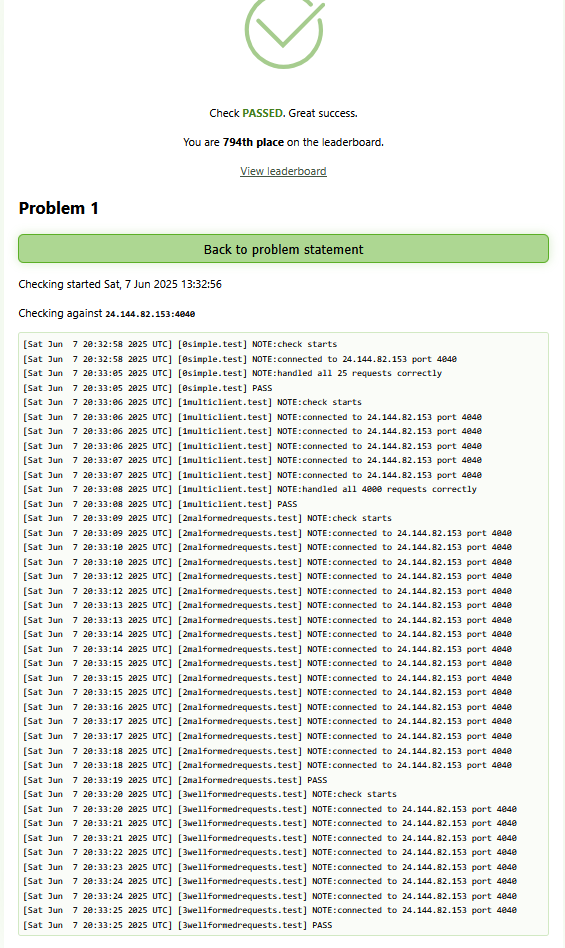 Check PASSED. Great success.
You are 794th place on the leaderboard.
View leaderboard
Problem 1
Back to problem statement
Checking started Sat, 7 Jun 2025 13:32:56
Checking against 24.144.82.153:4040
[Sat Jun  7 20:32:58 2025 UTC] [0simple.test] NOTE:check starts
[Sat Jun  7 20:32:58 2025 UTC] [0simple.test] NOTE:connected to 24.144.82.153 port 4040
[Sat Jun  7 20:33:05 2025 UTC] [0simple.test] NOTE:handled all 25 requests correctly
[Sat Jun  7 20:33:05 2025 UTC] [0simple.test] PASS
[Sat Jun  7 20:33:06 2025 UTC] [1multiclient.test] NOTE:check starts
[Sat Jun  7 20:33:06 2025 UTC] [1multiclient.test] NOTE:connected to 24.144.82.153 port 4040
[Sat Jun  7 20:33:06 2025 UTC] [1multiclient.test] NOTE:connected to 24.144.82.153 port 4040
[Sat Jun  7 20:33:06 2025 UTC] [1multiclient.test] NOTE:connected to 24.144.82.153 port 4040
[Sat Jun  7 20:33:07 2025 UTC] [1multiclient.test] NOTE:connected to 24.144.82.153 port 4040
[Sat Jun  7 20:33:07 2025 UTC] [1multiclient.test] NOTE:connected to 24.144.82.153 port 4040
[Sat Jun  7 20:33:08 2025 UTC] [1multiclient.test] NOTE:handled all 4000 requests correctly
[Sat Jun  7 20:33:08 2025 UTC] [1multiclient.test] PASS
[Sat Jun  7 20:33:09 2025 UTC] [2malformedrequests.test] NOTE:check starts
[Sat Jun  7 20:33:09 2025 UTC] [2malformedrequests.test] NOTE:connected to 24.144.82.153 port 4040
[Sat Jun  7 20:33:10 2025 UTC] [2malformedrequests.test] NOTE:connected to 24.144.82.153 port 4040
[Sat Jun  7 20:33:10 2025 UTC] [2malformedrequests.test] NOTE:connected to 24.144.82.153 port 4040
[Sat Jun  7 20:33:12 2025 UTC] [2malformedrequests.test] NOTE:connected to 24.144.82.153 port 4040
[Sat Jun  7 20:33:12 2025 UTC] [2malformedrequests.test] NOTE:connected to 24.144.82.153 port 4040
[Sat Jun  7 20:33:13 2025 UTC] [2malformedrequests.test] NOTE:connected to 24.144.82.153 port 4040
[Sat Jun  7 20:33:13 2025 UTC] [2malformedrequests.test] NOTE:connected to 24.144.82.153 port 4040
[Sat Jun  7 20:33:14 2025 UTC] [2malformedrequests.test] NOTE:connected to 24.144.82.153 port 4040
[Sat Jun  7 20:33:14 2025 UTC] [2malformedrequests.test] NOTE:connected to 24.144.82.153 port 4040
[Sat Jun  7 20:33:15 2025 UTC] [2malformedrequests.test] NOTE:connected to 24.144.82.153 port 4040
[Sat Jun  7 20:33:15 2025 UTC] [2malformedrequests.test] NOTE:connected to 24.144.82.153 port 4040
[Sat Jun  7 20:33:15 2025 UTC] [2malformedrequests.test] NOTE:connected to 24.144.82.153 port 4040
[Sat Jun  7 20:33:16 2025 UTC] [2malformedrequests.test] NOTE:connected to 24.144.82.153 port 4040
[Sat Jun  7 20:33:17 2025 UTC] [2malformedrequests.test] NOTE:connected to 24.144.82.153 port 4040
[Sat Jun  7 20:33:17 2025 UTC] [2malformedrequests.test] NOTE:connected to 24.144.82.153 port 4040
[Sat Jun  7 20:33:18 2025 UTC] [2malformedrequests.test] NOTE:connected to 24.144.82.153 port 4040
[Sat Jun  7 20:33:18 2025 UTC] [2malformedrequests.test] NOTE:connected to 24.144.82.153 port 4040
[Sat Jun  7 20:33:19 2025 UTC] [2malformedrequests.test] PASS
[Sat Jun  7 20:33:20 2025 UTC] [3wellformedrequests.test] NOTE:check starts
[Sat Jun  7 20:33:20 2025 UTC] [3wellformedrequests.test] NOTE:connected to 24.144.82.153 port 4040
[Sat Jun  7 20:33:21 2025 UTC] [3wellformedrequests.test] NOTE:connected to 24.144.82.153 port 4040
[Sat Jun  7 20:33:21 2025 UTC] [3wellformedrequests.test] NOTE:connected to 24.144.82.153 port 4040
[Sat Jun  7 20:33:22 2025 UTC] [3wellformedrequests.test] NOTE:connected to 24.144.82.153 port 4040
[Sat Jun  7 20:33:23 2025 UTC] [3wellformedrequests.test] NOTE:connected to 24.144.82.153 port 4040
[Sat Jun  7 20:33:24 2025 UTC] [3wellformedrequests.test] NOTE:connected to 24.144.82.153 port 4040
[Sat Jun  7 20:33:24 2025 UTC] [3wellformedrequests.test] NOTE:connected to 24.144.82.153 port 4040
[Sat Jun  7 20:33:25 2025 UTC] [3wellformedrequests.test] NOTE:connected to 24.144.82.153 port 4040
[Sat Jun  7 20:33:25 2025 UTC] [3wellformedrequests.test] PASS